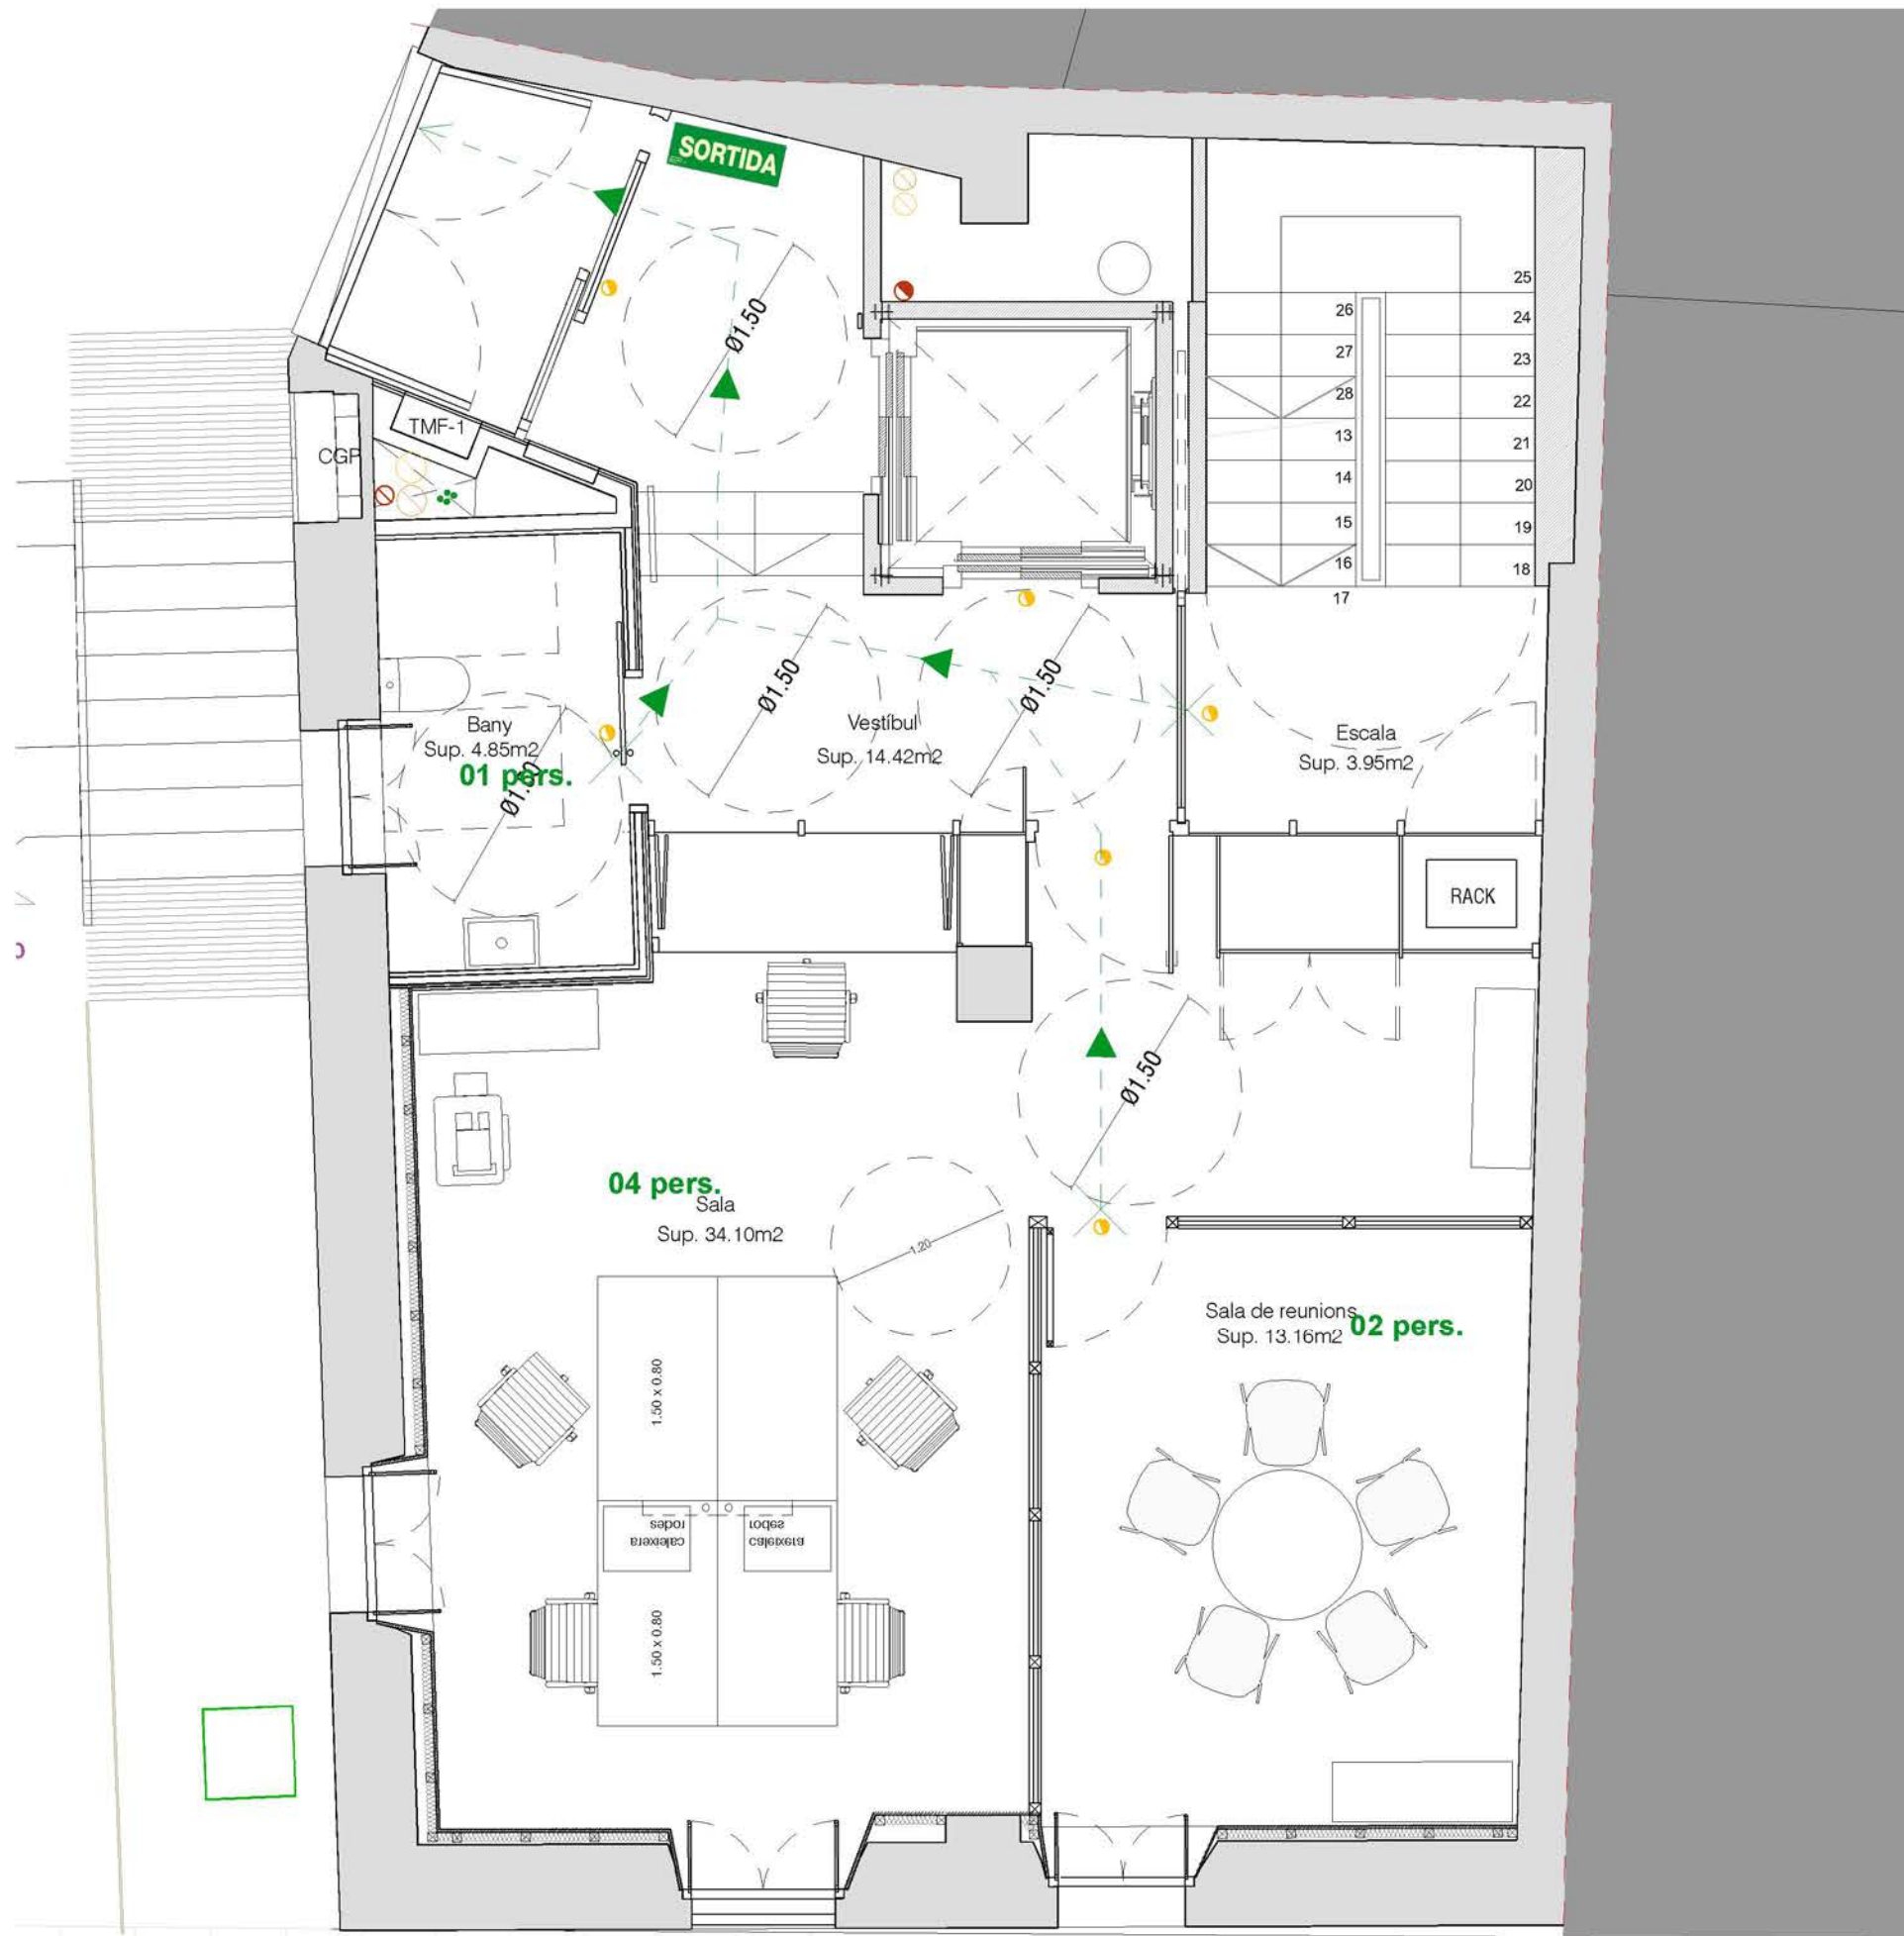 SORTIDA
Ø1.50
25
26
24
27
23
28
22
TMF-1
13
21
CGP
14
20
15
19
16
18
17
Ø1.50
Ø1.50
Bany
Sup. 4.85m2
01 pers.
Ø1.50
Vestíbul
Sup. 14.42m2
Escala
Sup. 3.95m2
RACK
Ø1.50
04 pers.
Sala
Sup. 34.10m2
1.20
Sala de reunions
Sup. 13.16m2
02 pers.
1.50 x 0.80
caleixera
rodes
caleixera
rodes
1.50 x 0.80